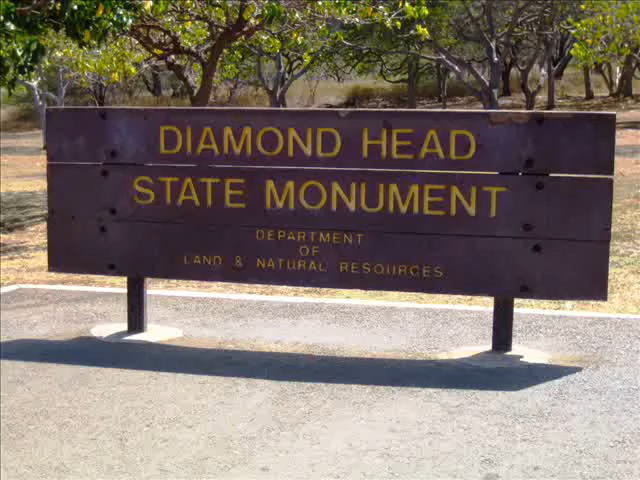 DIAMOND HEAD
STATE MONUMENT
DEPARTMENT
OF
LAND & NATURAL RESOURCES